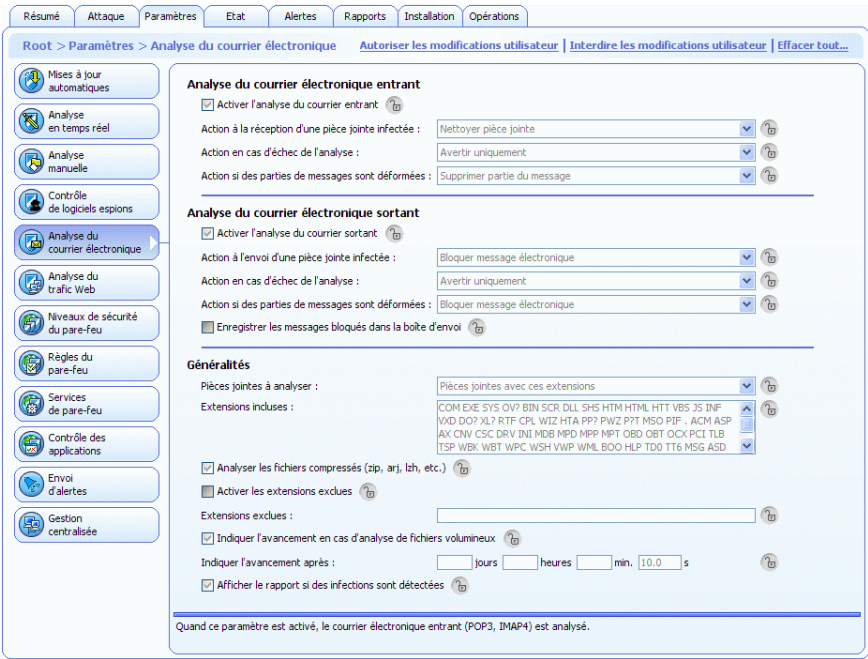 Résumé Attaque Paramètres Etat Alertes Rapports Installation Opérations
Root > Paramètres > Analyse du courrier électronique Autoriser les modifications utilisateur | Interdire les modifications utilisateur | Effacer tout...
Mises à jour
automatiques
Analyse
en temps réel
Analyse
manuelle
Contrôle
de logiciels espions
Analyse du
courrier électronique
Analyse du
trafic Web
Niveaux de sécurité
du pare-feu
Règles du
pare-feu
Services
de pare-feu
Contrôle des
applications
Envoi
d'alertes
Gestion
centralisée
Analyse du courrier électronique entrant
Activer l'analyse du courrier entrant
Action à la réception d'une pièce jointe infectée : Nettoyer pièce jointe
Action en cas d'échec de l'analyse : Avertir uniquement
Action si des parties de messages sont déformées : Supprimer partie du message
Analyse du courrier électronique sortant
Activer l'analyse du courrier sortant
Action à l'envoi d'une pièce jointe infectée : Bloquer message électronique
Action en cas d'échec de l'analyse : Avertir uniquement
Action si des parties de messages sont déformées : Bloquer message électronique
Enregistrer les messages bloqués dans la boîte d'envoi
Généralités
Pièces jointes à analyser : Pièces jointes avec ces extensions
Extensions incluses : COM EXE SYS OV? BIN SCR DLL SHS HTM HTML HTT VBS JS INF
VXD DO? XL? RTF CPL WIZ HTA PP? PWZ P?T MSO PIF . ACM ASP
AX CNV CSC DRV INI MDB MPD MPP MPT OBD OBT OCX PCI TLB
TSP WBK WBT WPC WSH VWP WML BOO HLP TD0 TT6 MSG ASD
Analyser les fichiers compressés (zip, arj, lzh, etc.)
Activer les extensions exclues
Extensions exclues :
Indiquer l'avancement en cas d'analyse de fichiers volumineux
Indiquer l'avancement après : jours heures min. 10.0 s
Afficher le rapport si des infections sont détectées
Quand ce paramètre est activé, le courrier électronique entrant (POP3, IMAP4) est analysé.